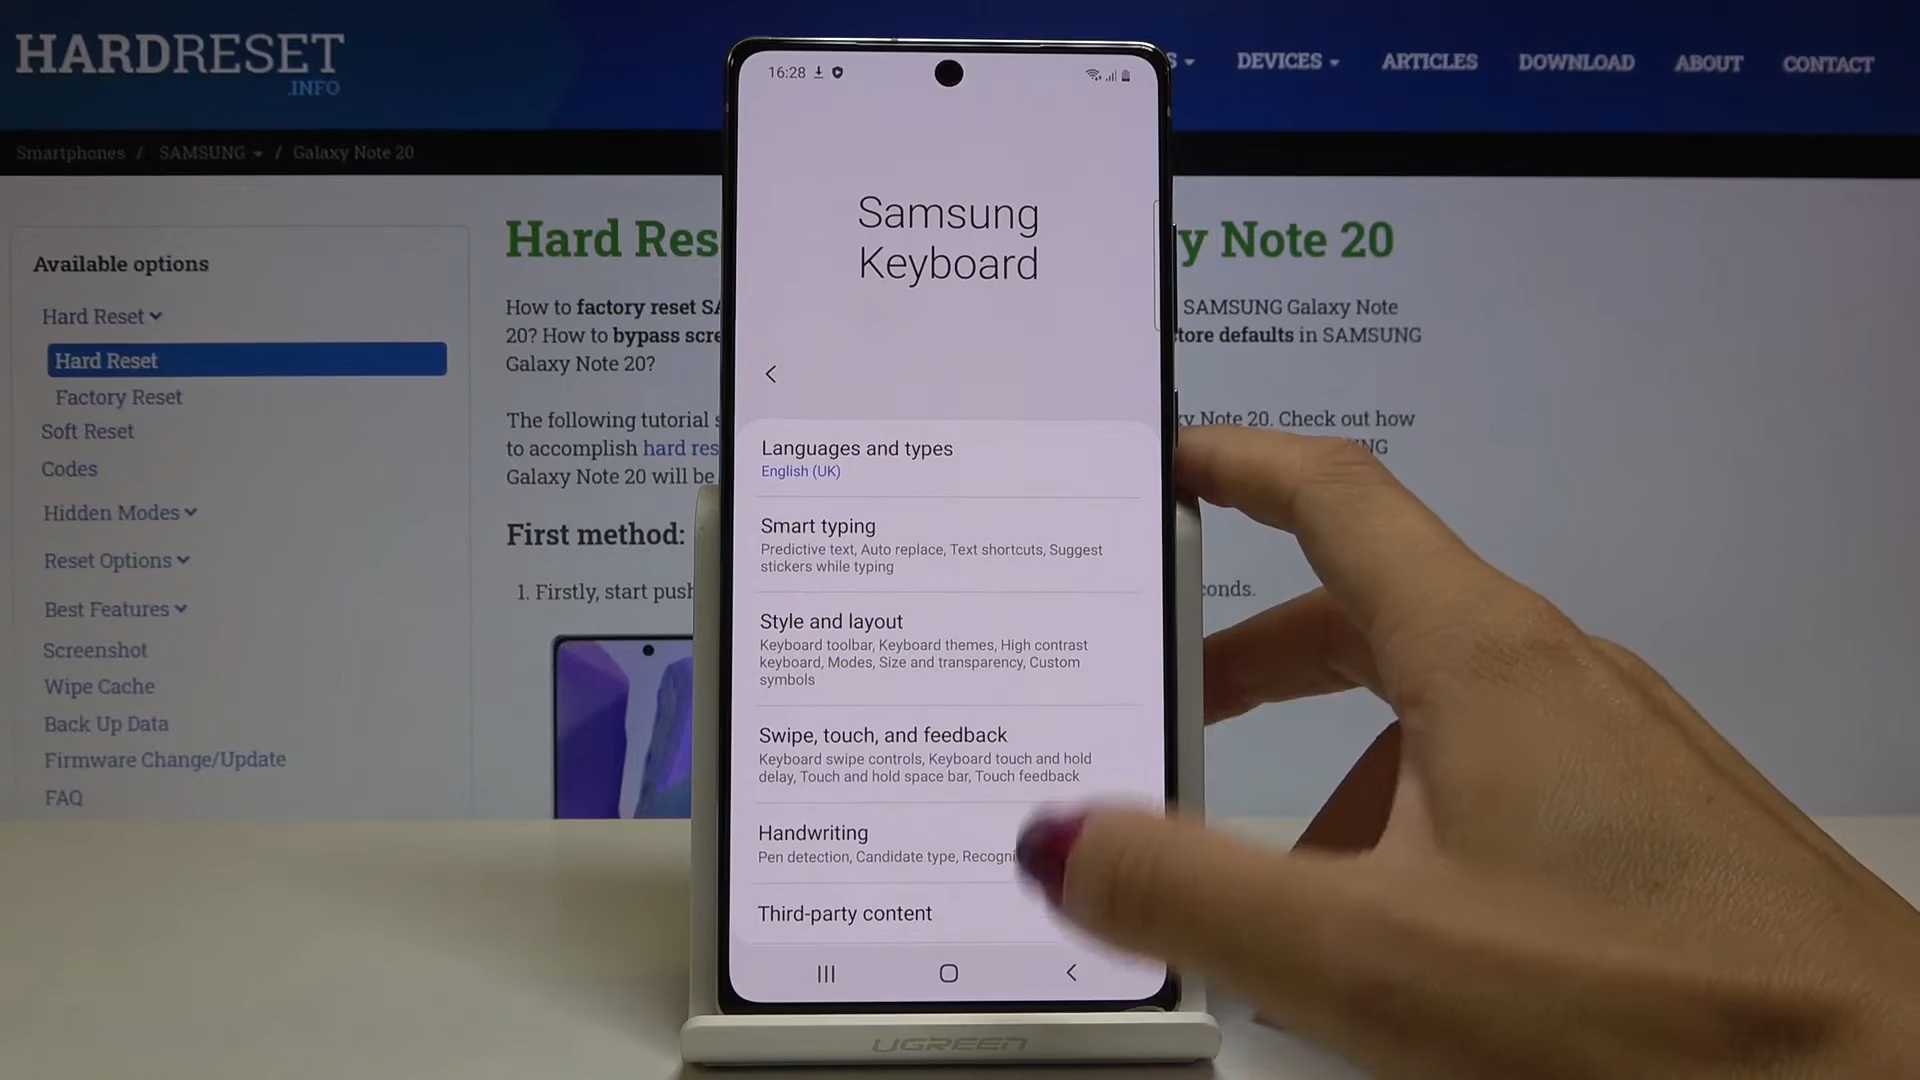 HARDRESET
.INFO
S
DEVICES
ARTICLES
DOWNLOAD
ABOUT
CONTACT
Smartphones / SAMSUNG / Galaxy Note 20
Available options
Hard Reset
Hard Reset
Factory Reset
Soft Reset
Codes
Hidden Modes
Reset Options
Best Features
Screenshot
Wipe Cache
Back Up Data
Firmware Change/Update
FAQ
Hard Res
y Note 20
How to factory reset SA
SAMSUNG Galaxy Note
20? How to bypass scre
tore defaults in SAMSUNG
Galaxy Note 20?
The following tutorial s
xy Note 20. Check out how
to accomplish hard res
NG
Galaxy Note 20 will be
First method:
1. Firstly, start push
conds.
16:28
Samsung
Keyboard
Languages and types
English (UK)
Smart typing
Predictive text, Auto replace, Text shortcuts, Suggest
stickers while typing
Style and layout
Keyboard toolbar, Keyboard themes, High contrast
keyboard, Modes, Size and transparency, Custom
symbols
Swipe, touch, and feedback
Keyboard swipe controls, Keyboard touch and hold
delay, Touch and hold space bar, Touch feedback
Handwriting
Pen detection, Candidate type, Recogni
Third-party content
UGREEN